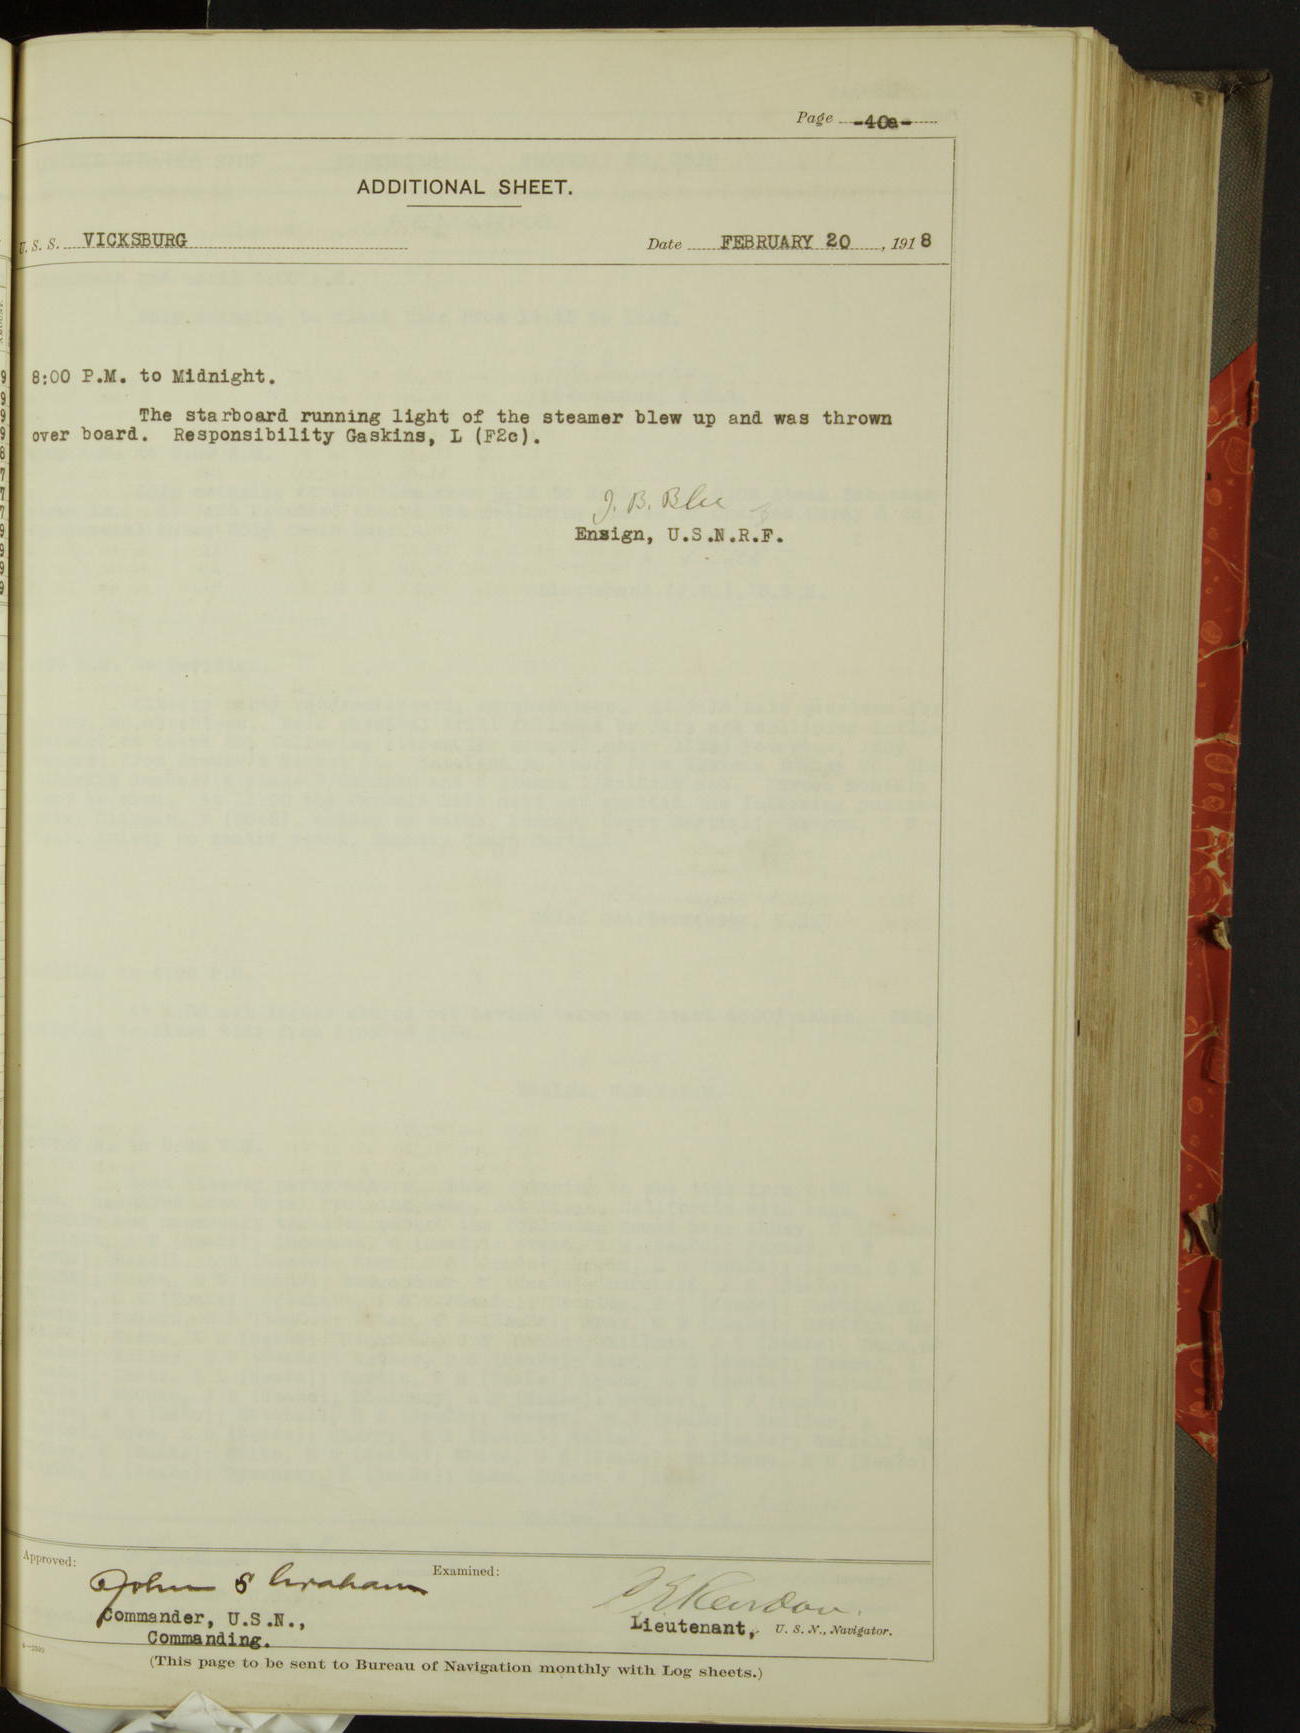 Page -40a-
ADDITIONAL SHEET.
U. S. S. VICKSBURG Date FEBRUARY 20, 1918
8:00 P.M. to Midnight.
The starboard running light of the steamer blew up and was thrown
over board. Responsibility Gaskins, L (F2c).
J. B. Blue
Ensign, U.S.N.R.F.
Approved:
Examined:
John S Graham
Commander, U.S.N.,
Commanding.
Lieutenant, U. S. N., Navigator.
(This page to be sent to Bureau of Navigation monthly with Log sheets.)